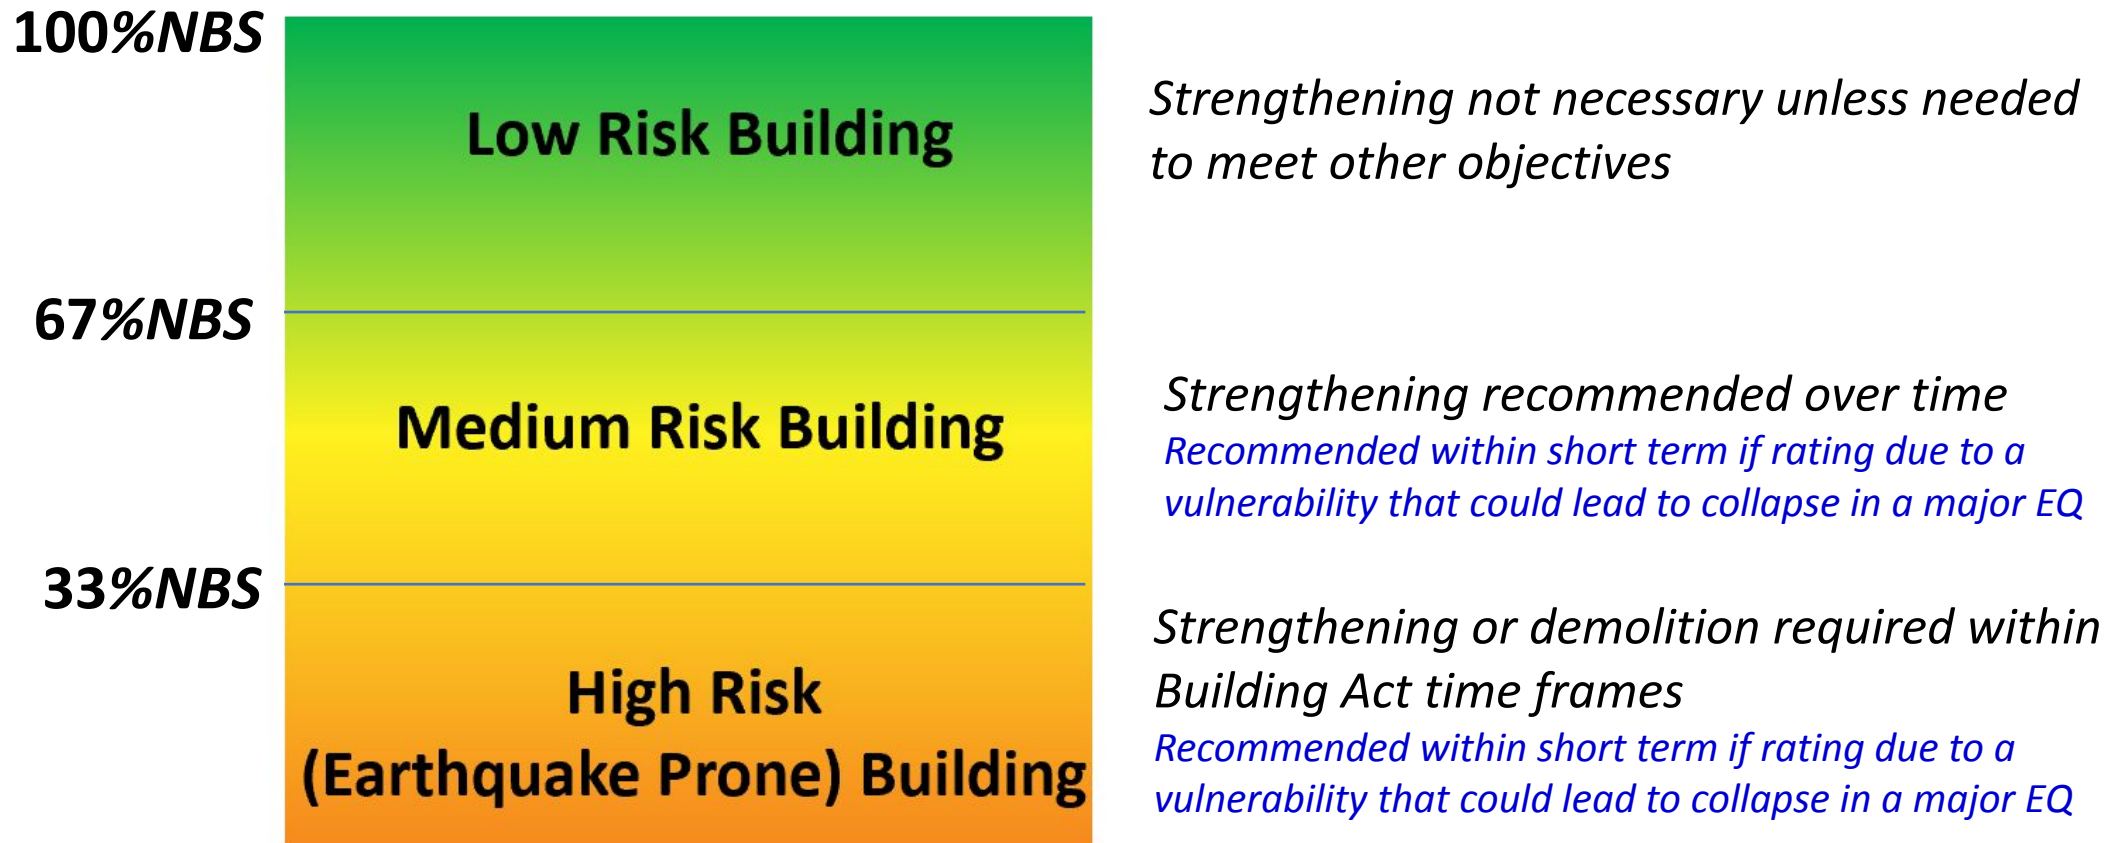 100%NBS
Low Risk Building
Strengthening not necessary unless needed
to meet other objectives
67%NBS
Medium Risk Building
Strengthening recommended over time
Recommended within short term if rating due to a
vulnerability that could lead to collapse in a major EQ
33%NBS
High Risk
(Earthquake Prone) Building
Strengthening or demolition required within
Building Act time frames
Recommended within short term if rating due to a
vulnerability that could lead to collapse in a major EQ